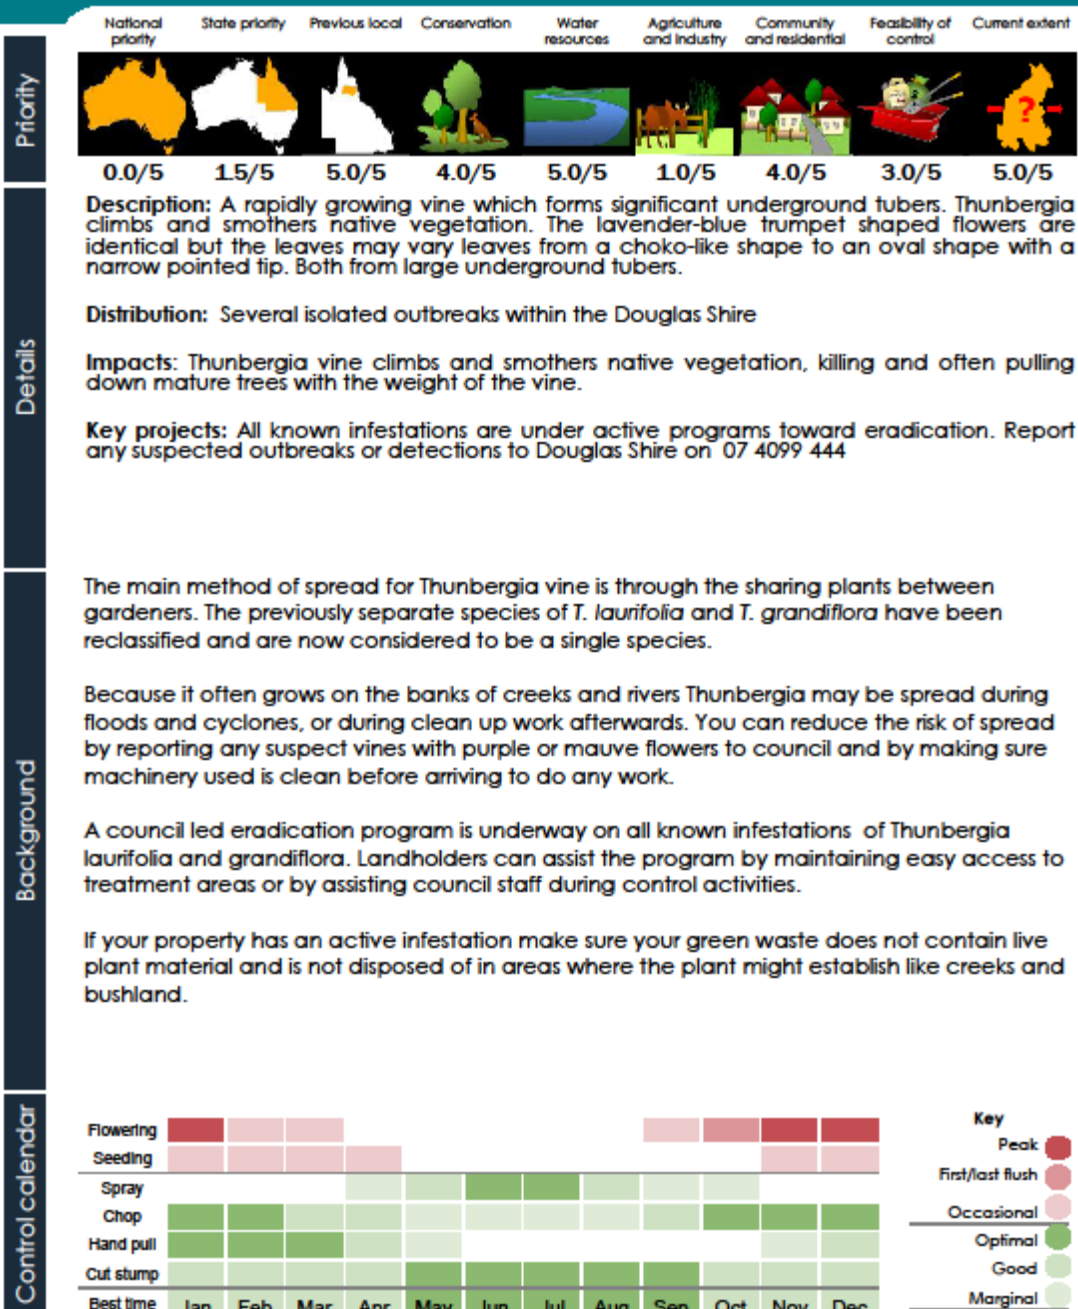 National priority
State priority
Previous local
Conservation
Water resources
Agriculture and industry
Community and residential
Feasibility of control
Current extent
Priority
?
0.0/5 1.5/5 5.0/5 4.0/5 5.0/5 1.0/5 4.0/5 3.0/5 5.0/5
Details
Description: A rapidly growing vine which forms significant underground tubers. Thunbergia
climbs and smothers native vegetation. The lavender-blue trumpet shaped flowers are
identical but the leaves may vary leaves from a choko-like shape to an oval shape with a
narrow pointed tip. Both from large underground tubers.
Distribution: Several isolated outbreaks within the Douglas Shire
Impacts: Thunbergia vine climbs and smothers native vegetation, killing and often pulling
down mature trees with the weight of the vine.
Key projects: All known infestations are under active programs toward eradication. Report
any suspected outbreaks or detections to Douglas Shire on 07 4099 444
Background
The main method of spread for Thunbergia vine is through the sharing plants between
gardeners. The previously separate species of T. laurifolia and T. grandiflora have been
reclassified and are now considered to be a single species.
Because it often grows on the banks of creeks and rivers Thunbergia may be spread during
floods and cyclones, or during clean up work afterwards. You can reduce the risk of spread
by reporting any suspect vines with purple or mauve flowers to council and by making sure
machinery used is clean before arriving to do any work.
A council led eradication program is underway on all known infestations of Thunbergia
laurifolia and grandiflora. Landholders can assist the program by maintaining easy access to
treatment areas or by assisting council staff during control activities.
If your property has an active infestation make sure your green waste does not contain live
plant material and is not disposed of in areas where the plant might establish like creeks and
bushland.
Control calendar
Flowering
Seeding
Spray
Chop
Hand pull
Cut stump
Best time Jan Feb Mar Apr May Jun Jul Aug Sep Oct Nov Dec
Key
Peak
First/last flush
Occasional
Optimal
Good
Marginal